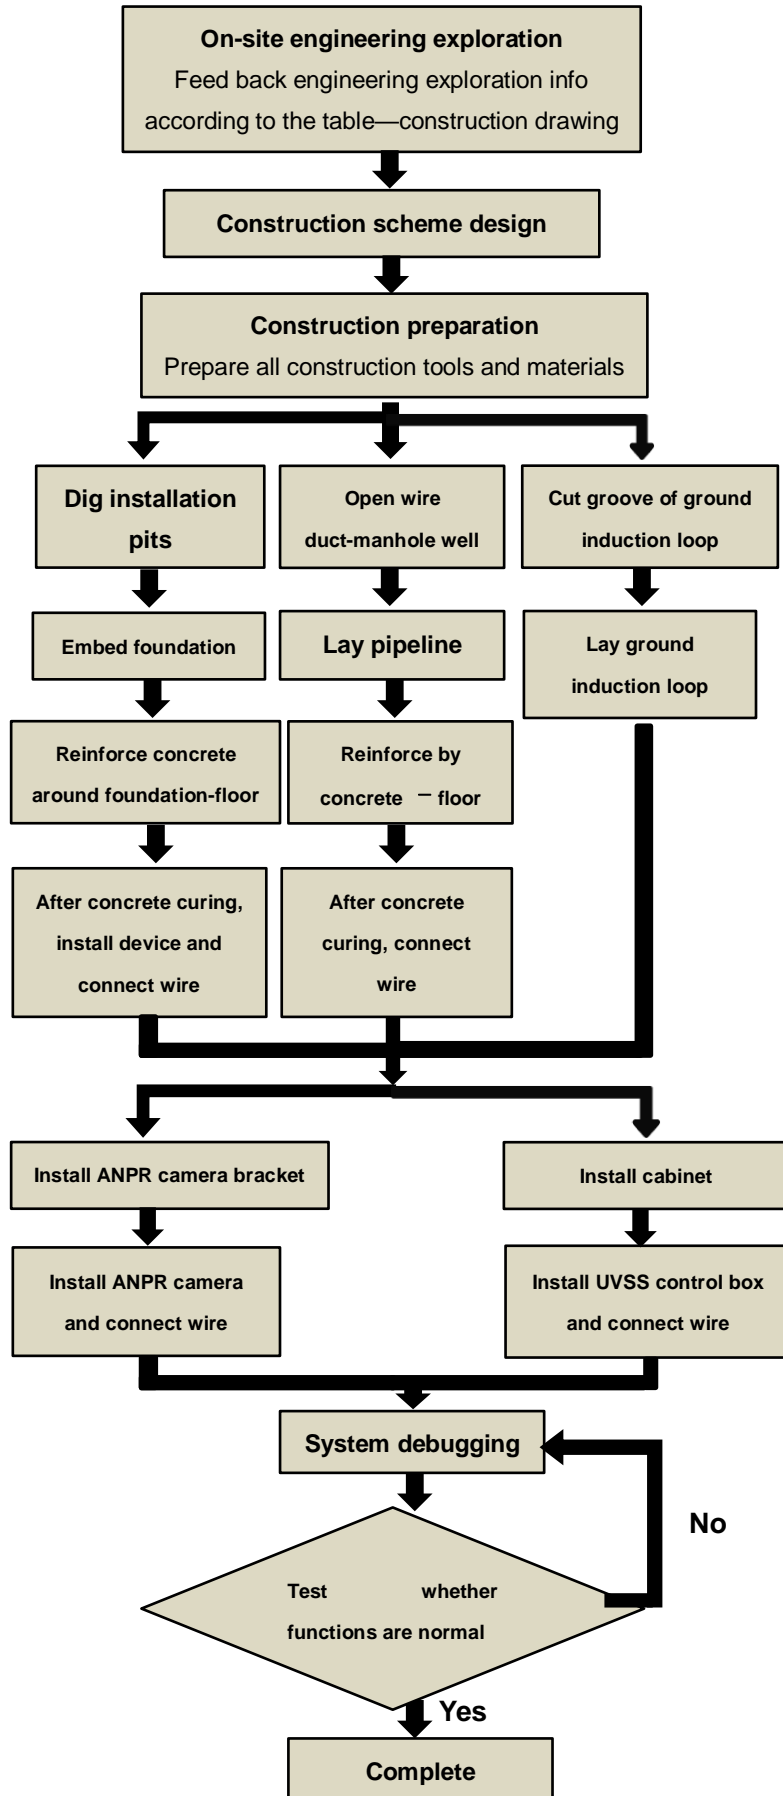 On-site engineering exploration
Feed back engineering exploration info
according to the table—construction drawing
Construction scheme design
Construction preparation
Prepare all construction tools and materials
Dig installation
pits
Open wire
duct-manhole well
Cut groove of ground
induction loop
Embed foundation
Lay pipeline
Lay ground
induction loop
Reinforce concrete
around foundation-floor
Reinforce by
concrete – floor
After concrete curing,
install device and
connect wire
After concrete
curing, connect
wire
Install ANPR camera bracket
Install cabinet
Install ANPR camera
and connect wire
Install UVSS control box
and connect wire
System debugging
No
Test whether
functions are normal
Yes
Complete